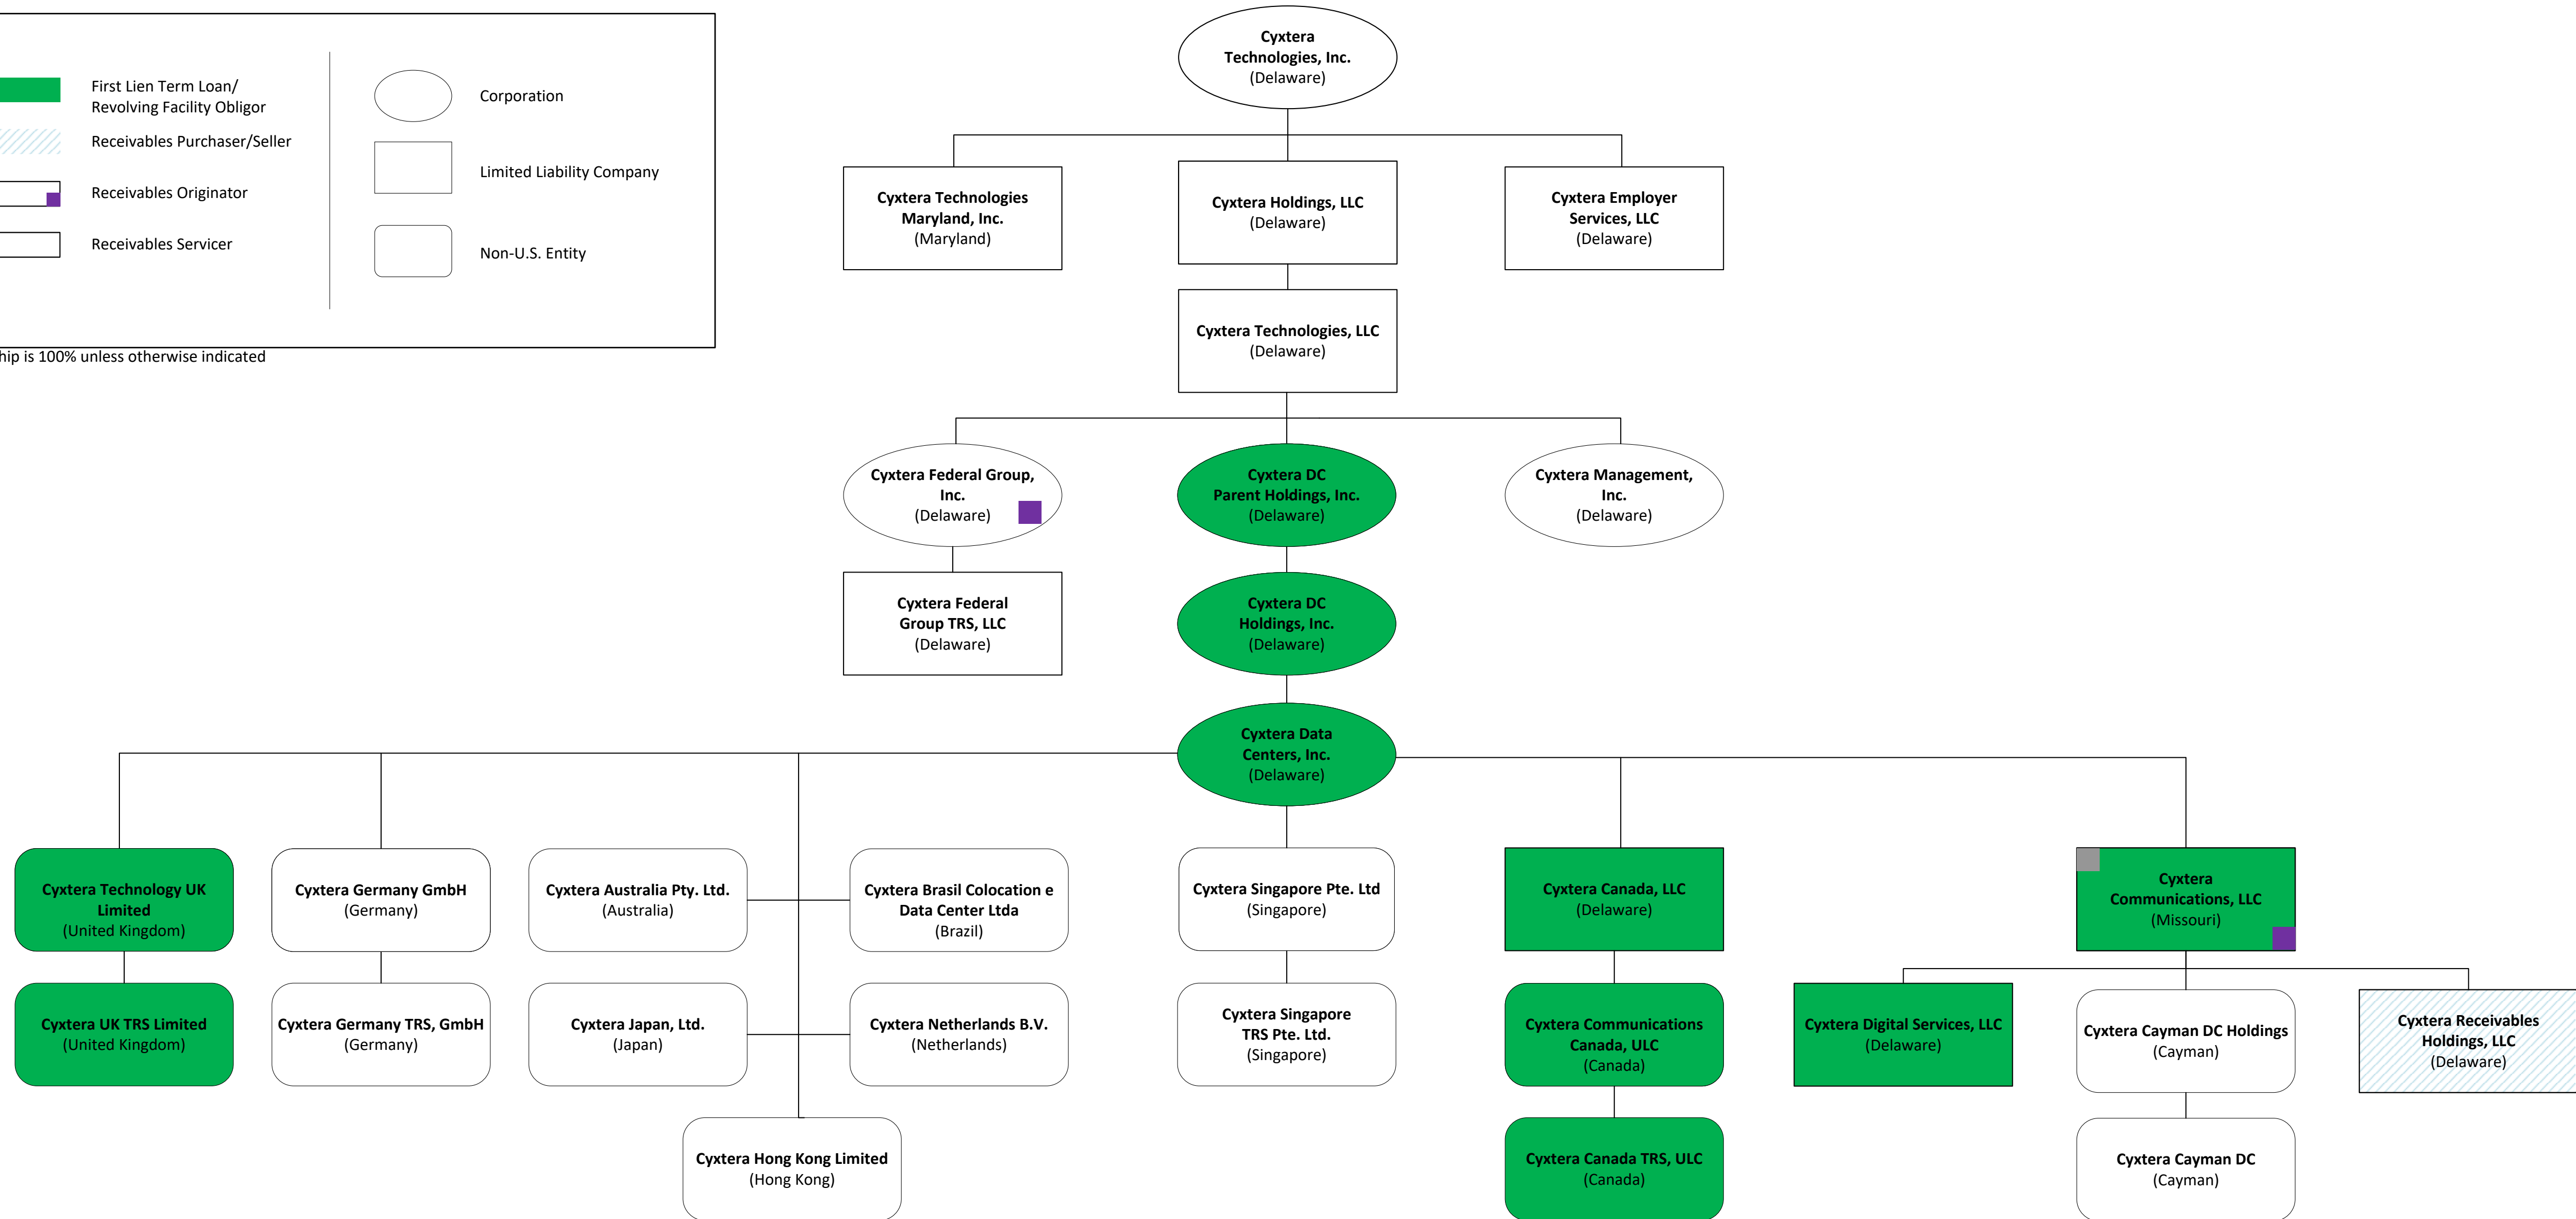 First Lien Term Loan/
Revolving Facility Obligor
Receivables Purchaser/Seller
Receivables Originator
Receivables Servicer
Corporation
Limited Liability Company
Non-U.S. Entity
hip is 100% unless otherwise indicated
Cyxtera
Technologies, Inc.
(Delaware)
Cyxtera Technologies
Maryland, Inc.
(Maryland)
Cyxtera Holdings, LLC
(Delaware)
Cyxtera Employer
Services, LLC
(Delaware)
Cyxtera Technologies, LLC
(Delaware)
Cyxtera Federal Group,
Inc.
(Delaware)
Cyxtera DC
Parent Holdings, Inc.
(Delaware)
Cyxtera Management,
Inc.
(Delaware)
Cyxtera Federal
Group TRS, LLC
(Delaware)
Cyxtera DC
Holdings, Inc.
(Delaware)
Cyxtera Data
Centers, Inc.
(Delaware)
Cyxtera Technology UK
Limited
(United Kingdom)
Cyxtera Germany GmbH
(Germany)
Cyxtera Australia Pty. Ltd.
(Australia)
Cyxtera Brasil Colocation e
Data Center Ltda
(Brazil)
Cyxtera Singapore Pte. Ltd
(Singapore)
Cyxtera Canada, LLC
(Delaware)
Cyxtera
Communications, LLC
(Missouri)
Cyxtera UK TRS Limited
(United Kingdom)
Cyxtera Germany TRS, GmbH
(Germany)
Cyxtera Japan, Ltd.
(Japan)
Cyxtera Netherlands B.V.
(Netherlands)
Cyxtera Singapore
TRS Pte. Ltd.
(Singapore)
Cyxtera Communications
Canada, ULC
(Canada)
Cyxtera Digital Services, LLC
(Delaware)
Cyxtera Cayman DC Holdings
(Cayman)
Cyxtera Receivables
Holdings, LLC
(Delaware)
Cyxtera Hong Kong Limited
(Hong Kong)
Cyxtera Canada TRS, ULC
(Canada)
Cyxtera Cayman DC
(Cayman)